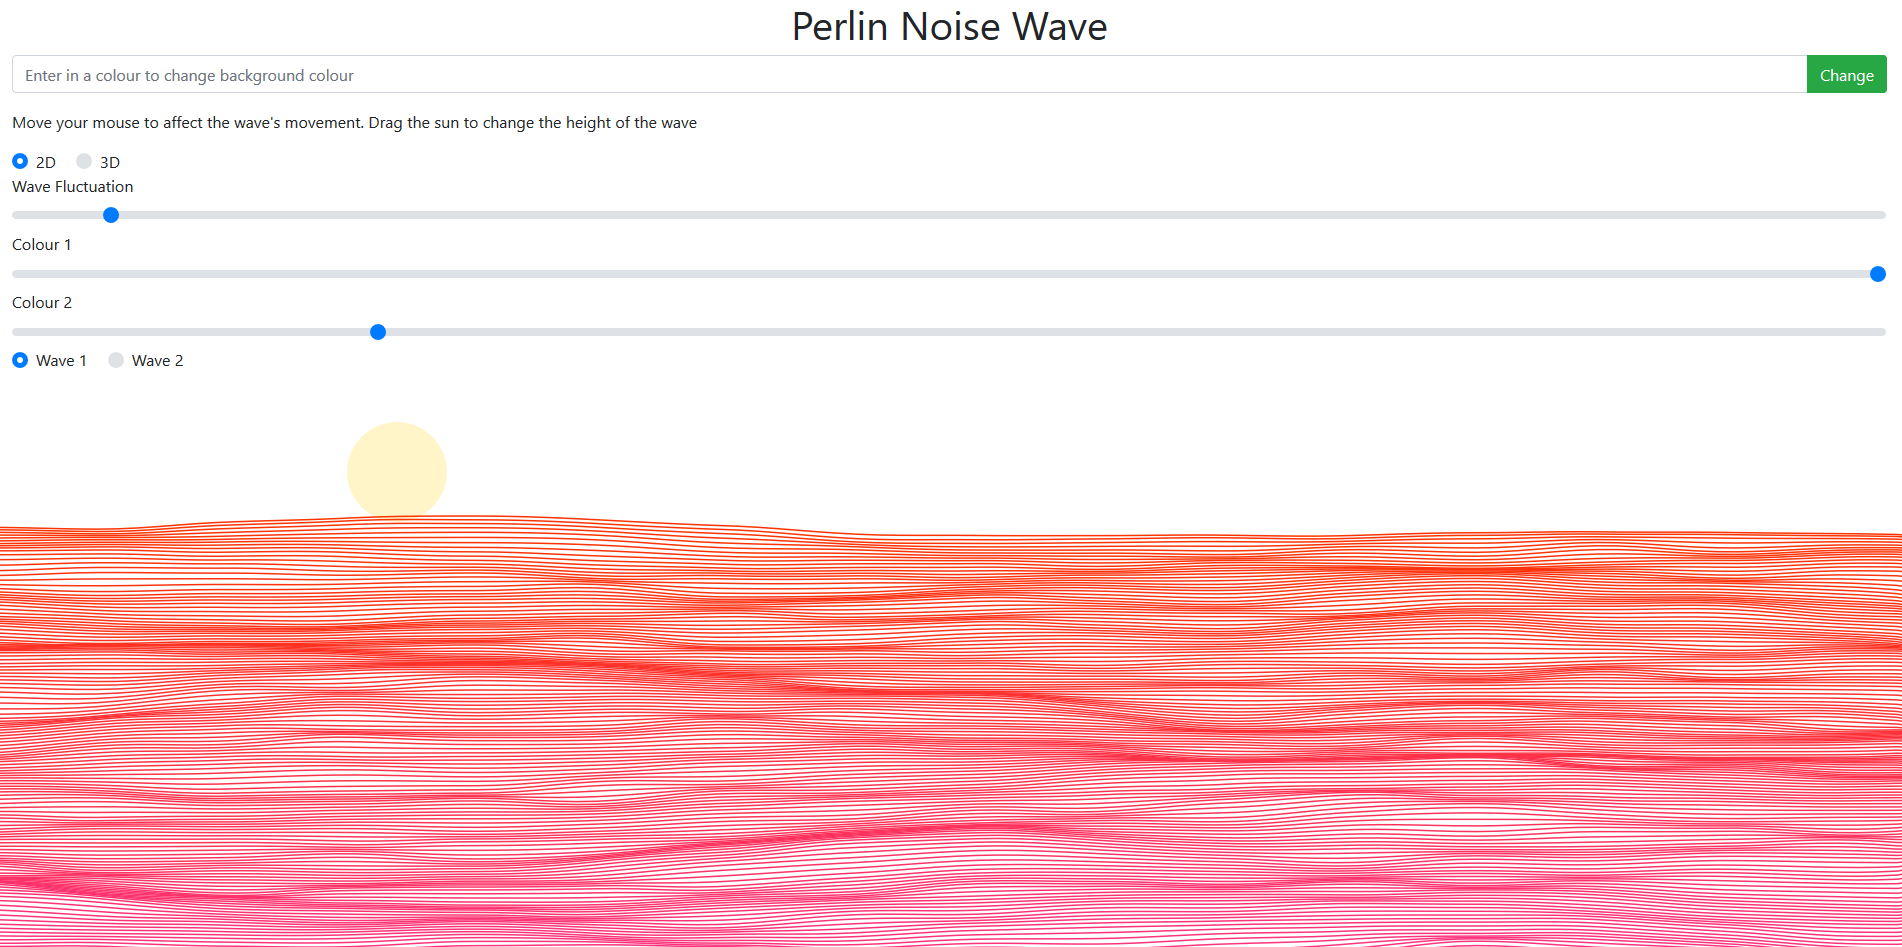 Perlin Noise Wave
Enter in a colour to change background colour
Change
Move your mouse to affect the wave's movement. Drag the sun to change the height of the wave
2D 3D
Wave Fluctuation
Colour 1
Colour 2
Wave 1 Wave 2